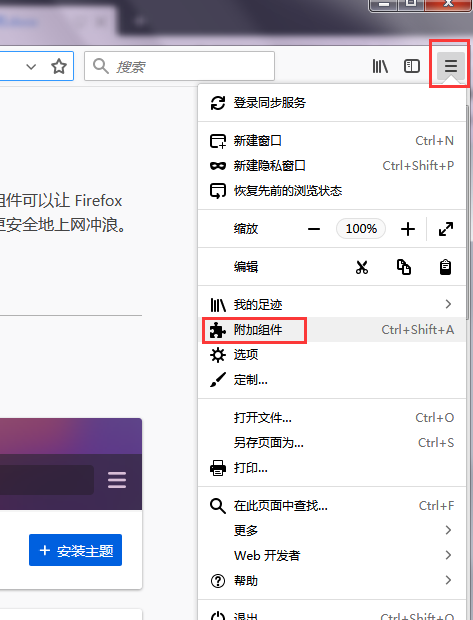 搜索
登录同步服务
新建窗口 Ctrl+N
新建隐私窗口 Ctrl+Shift+P
恢复先前的浏览状态
组件可以让 Firefox
更安全地上网冲浪。
缩放 100%
编辑
我的足迹
附加组件 Ctrl+Shift+A
选项
定制...
打开文件... Ctrl+O
另存页面为... Ctrl+S
打印...
在此页面中查找... Ctrl+F
更多
安装主题
Web 开发者
帮助
退出 Ctrl+Shift+Q